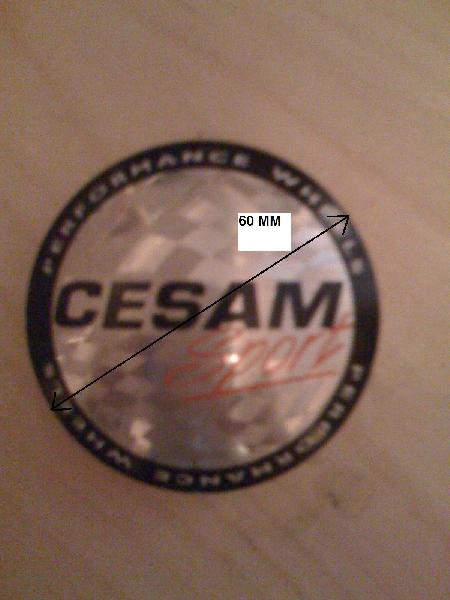 PERFORMANCE WHEELS
60 MM
CESAM
Sport
PERFORMANCE WHEELS